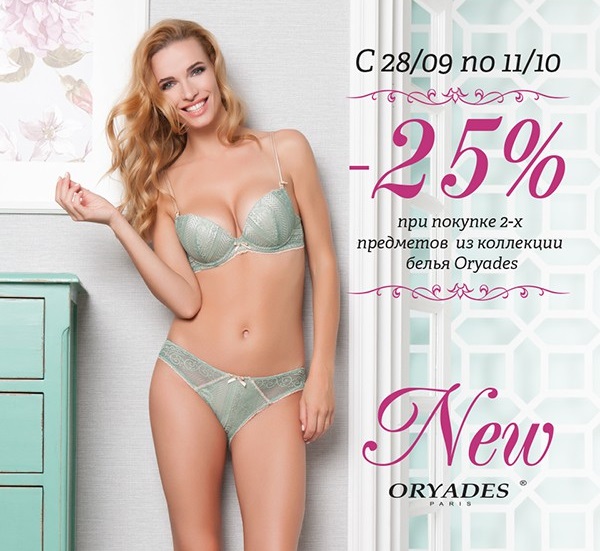 С 28/09 по 11/10
-25%
при покупке 2-х
предметов из коллекции
белья Oryades
New
ORYADES ®
PARIS